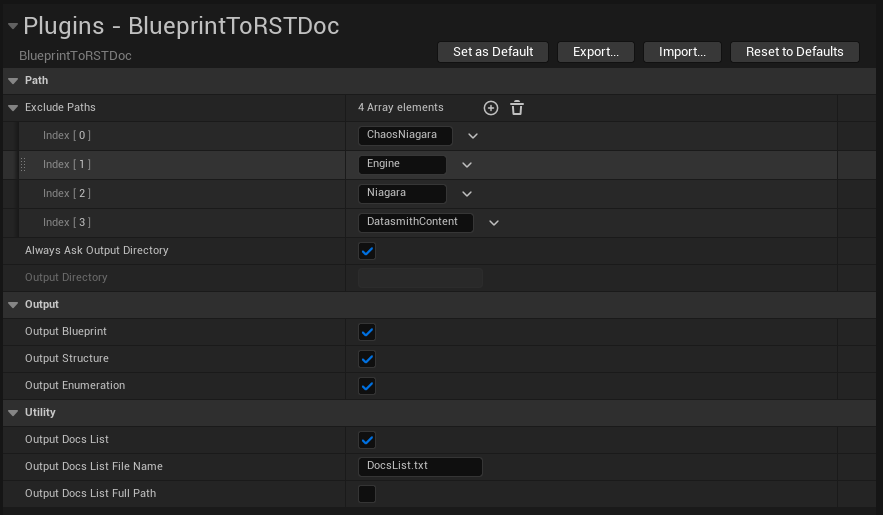 Plugins - BlueprintToRSTDoc
BlueprintToRSTDoc
Set as Default Export... Import... Reset to Defaults
Path
Exclude Paths 4 Array elements
Index [ 0 ] ChaosNiagara
Index [ 1 ] Engine
Index [ 2 ] Niagara
Index [ 3 ] DatasmithContent
Always Ask Output Directory
Output Directory
Output
Output Blueprint
Output Structure
Output Enumeration
Utility
Output Docs List
Output Docs List File Name DocsList.txt
Output Docs List Full Path